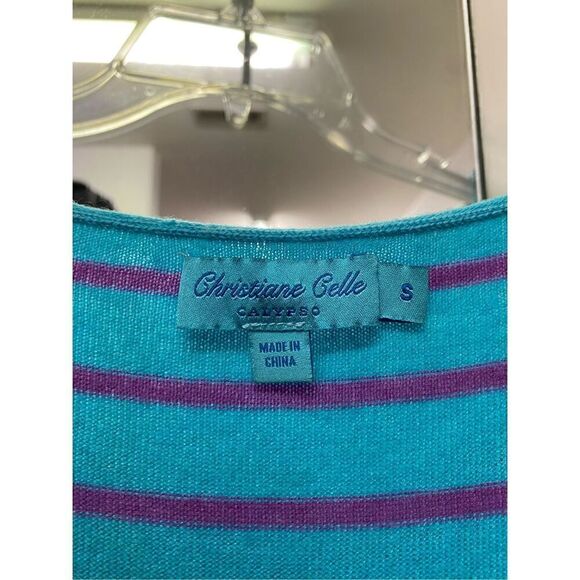 Christiane Celle
CALYPSO
S
MADE IN
CHINA